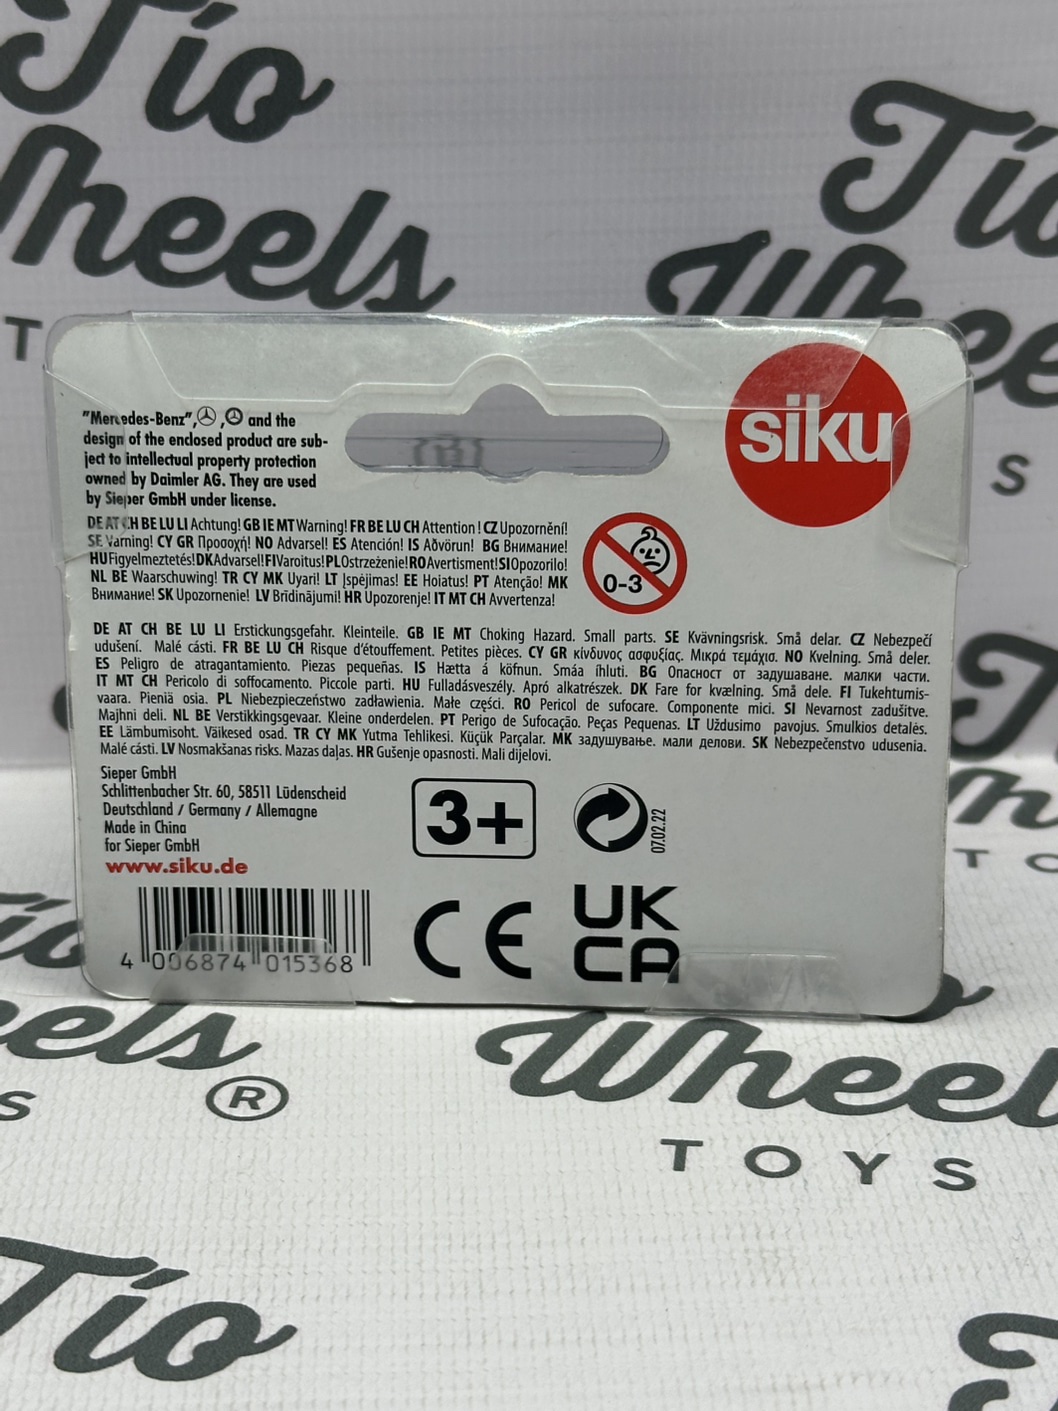 Tío
Wheels
T
Tío
Whee
S
"Mercedes-Benz", , and the
design of the enclosed product are sub-
ject to intellectual property protection
owned by Daimler AG. They are used
by Sieper GmbH under license.
siku
DE AT CH BE LU LI Achtung! GB IE MT Warning! FR BE LU CH Attention ! CZ Upozornění!
SE Varning! CY GR Προσοχή! NO Advarsel! ES Atención! IS Aðvörun! BG Внимание!
HU Figyelmeztetés! DK Advarsel! FI Varoitus! PL Ostrzeżenie! RO Avertisment! SI Opozorilo!
NL BE Waarschuwing! TR CY MK Uyari! LT Įspėjimas! EE Hoiatus! PT Atenção! MK
Внимание! SK Upozornenie! LV Brīdinājumi! HR Upozorenje! IT MT CH Avvertenza!
0-3
DE AT CH BE LU LI Erstickungsgefahr. Kleinteile. GB IE MT Choking Hazard. Small parts. SE Kvävningsrisk. Små delar. CZ Nebezpečí
udušení. Malé cásti. FR BE LU CH Risque d'étouffement. Petites pièces. CY GR κίνδυνος ασφυξίας. Μικρά τεμάχια. NO Kvelning. Små deler.
ES Peligro de atragantamiento. Piezas pequeñas. IS Hætta á köfnun. Smáa íhluti. BG Опасност от задушаване. малки части.
IT MT CH Pericolo di soffocamento. Piccole parti. HU Fulladásveszély. Apró alkatrészek. DK Fare for kvælning. Små dele. FI Tukehtumis-
vaara. Pieniä osia. PL Niebezpieczeństwo zadławienia. Małe części. RO Pericol de sufocare. Componente mici. SI Nevarnost zadušitve.
Majhni deli. NL BE Verstikkingsgevaar. Kleine onderdelen. PT Perigo de Sufocação. Peças Pequenas. LT Uždusimo pavojus. Smulkios detalės.
EE Lämbumisoht. Väikesed osad. TR CY MK Yutma Tehlikesi. Küçük Parçalar. MK задушување. мали делови. SK Nebezpečenstvo udusenia.
Malé cásti. LV Nosmakšanas risks. Mazas daļas. HR Gušenje opasnosti. Mali dijelovi.
Sieper GmbH
Schlittenbacher Str. 60, 58511 Lüdenscheid
Deutschland / Germany / Allemagne
Made in China
for Sieper GmbH
www.siku.de
3+
07.02.22
4 006874 015368
CE
UK
CA
eels
S
®
Wheel
TOYS
Tío